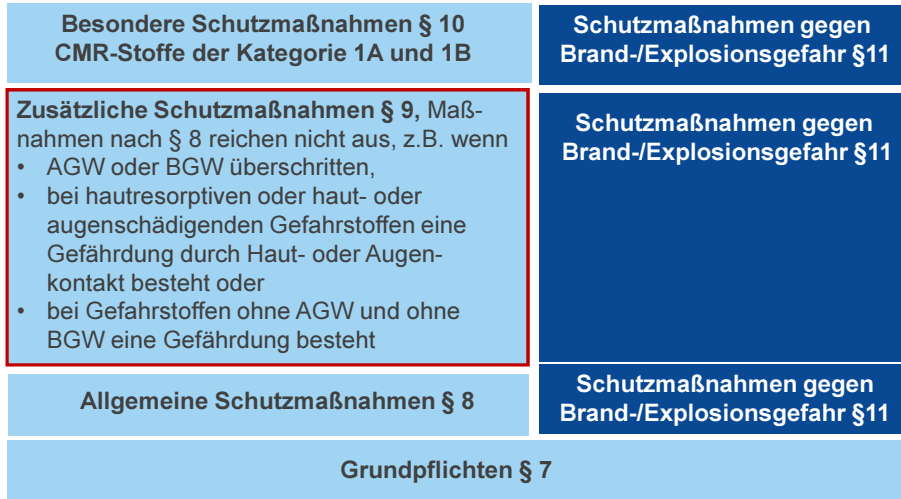 Besondere Schutzmaßnahmen § 10
CMR-Stoffe der Kategorie 1A und 1B
Schutzmaßnahmen gegen
Brand-/Explosionsgefahr §11
Zusätzliche Schutzmaßnahmen § 9, Maß-
nahmen nach § 8 reichen nicht aus, z.B. wenn
• AGW oder BGW überschritten,
• bei hautresorptiven oder haut- oder
augenschädigenden Gefahrstoffen eine
Gefährdung durch Haut- oder Augen-
kontakt besteht oder
• bei Gefahrstoffen ohne AGW und ohne
BGW eine Gefährdung besteht
Schutzmaßnahmen gegen
Brand-/Explosionsgefahr §11
Allgemeine Schutzmaßnahmen § 8
Schutzmaßnahmen gegen
Brand-/Explosionsgefahr §11
Grundpflichten § 7